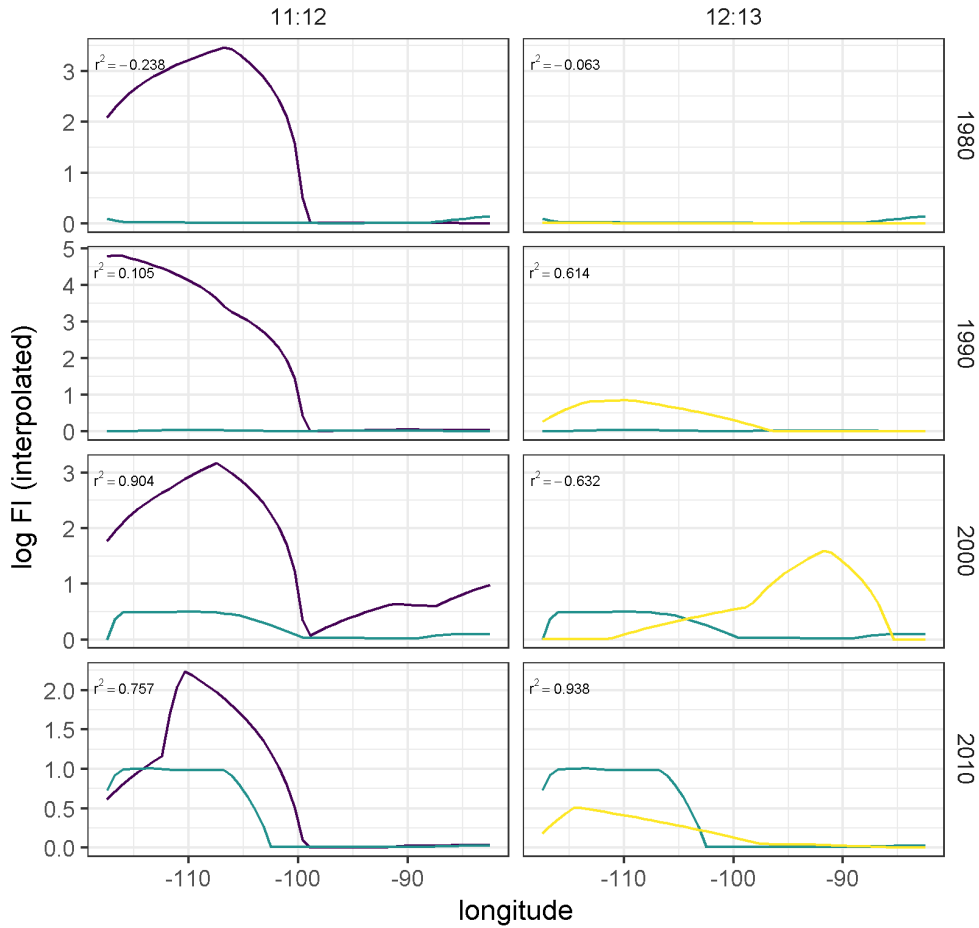 11:12 12:13
3
2
1
0
r² = −0.238
r² = −0.063
1980
5
4
3
2
1
0
r² = 0.105
r² = 0.614
1990
3
2
1
0
r² = 0.904
r² = −0.632
2000
2.0
1.5
1.0
0.5
0.0
r² = 0.757
r² = 0.938
2010
log FI (interpolated)
-110 -100 -90 -110 -100 -90
longitude